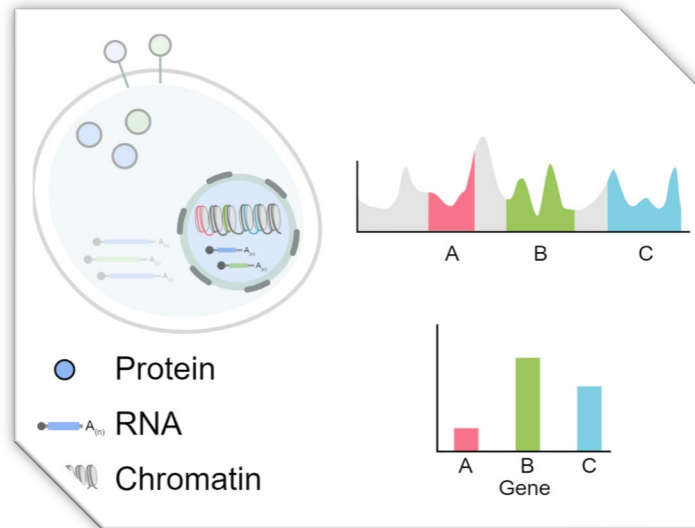 A(n)
A(n)
A(n)
A(n)
A(n)
A B C
Protein
A(n) RNA
Chromatin
A B C
Gene